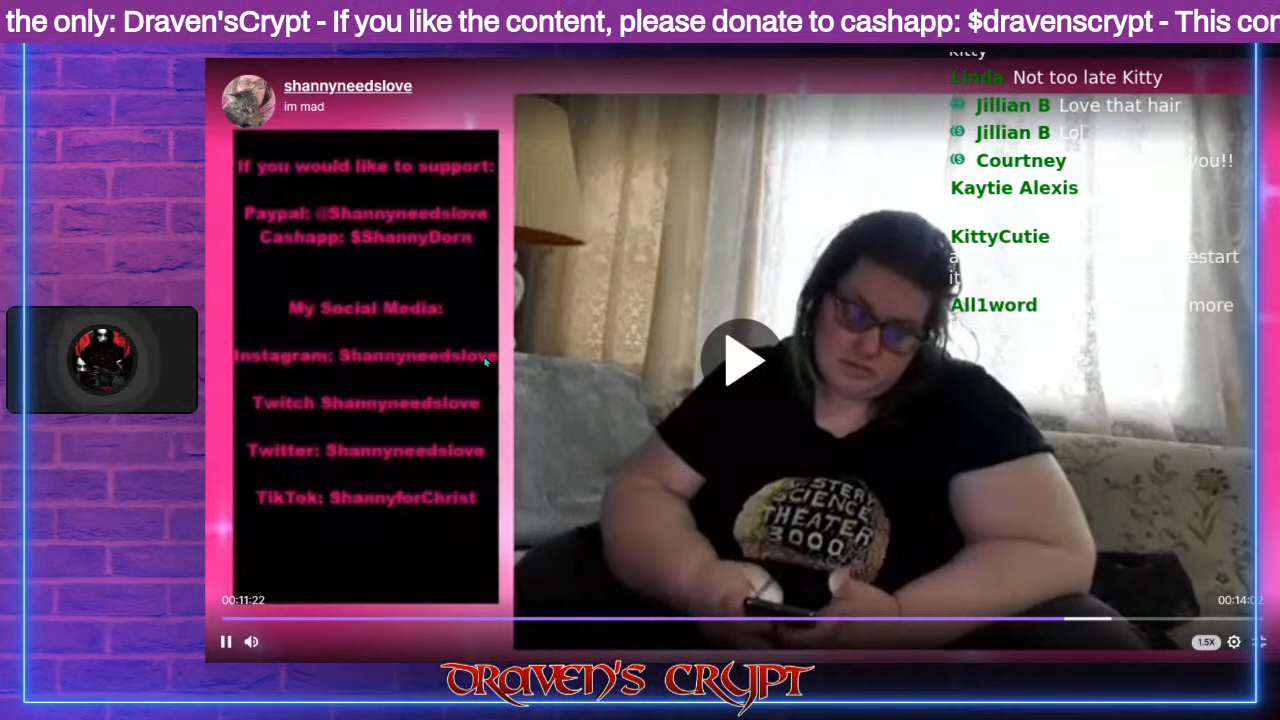 the only: Draven'sCrypt - If you like the content, please donate to cashapp: $dravenscrypt - This
Kitty
Linda Not too late Kitty
shannyneedslove
im mad
Jillian B Love that hair
Jillian B Lol
Courtney you!!
Kaytie Alexis
KittyCutie
estart
it
All1word more
If you would like to support:
Paypal: @Shannyneedslove
Cashapp: $ShannyDorn
My Social Media:
Instagram: Shannyneedslove
Twitch Shannyneedslove
Twitter: Shannyneedslove
TikTok: ShannyforChrist
MYSTERY
SCIENCE
THEATER
3000
00:11:22
00:14:02
1.5X
DRAVEN'S CRYPT